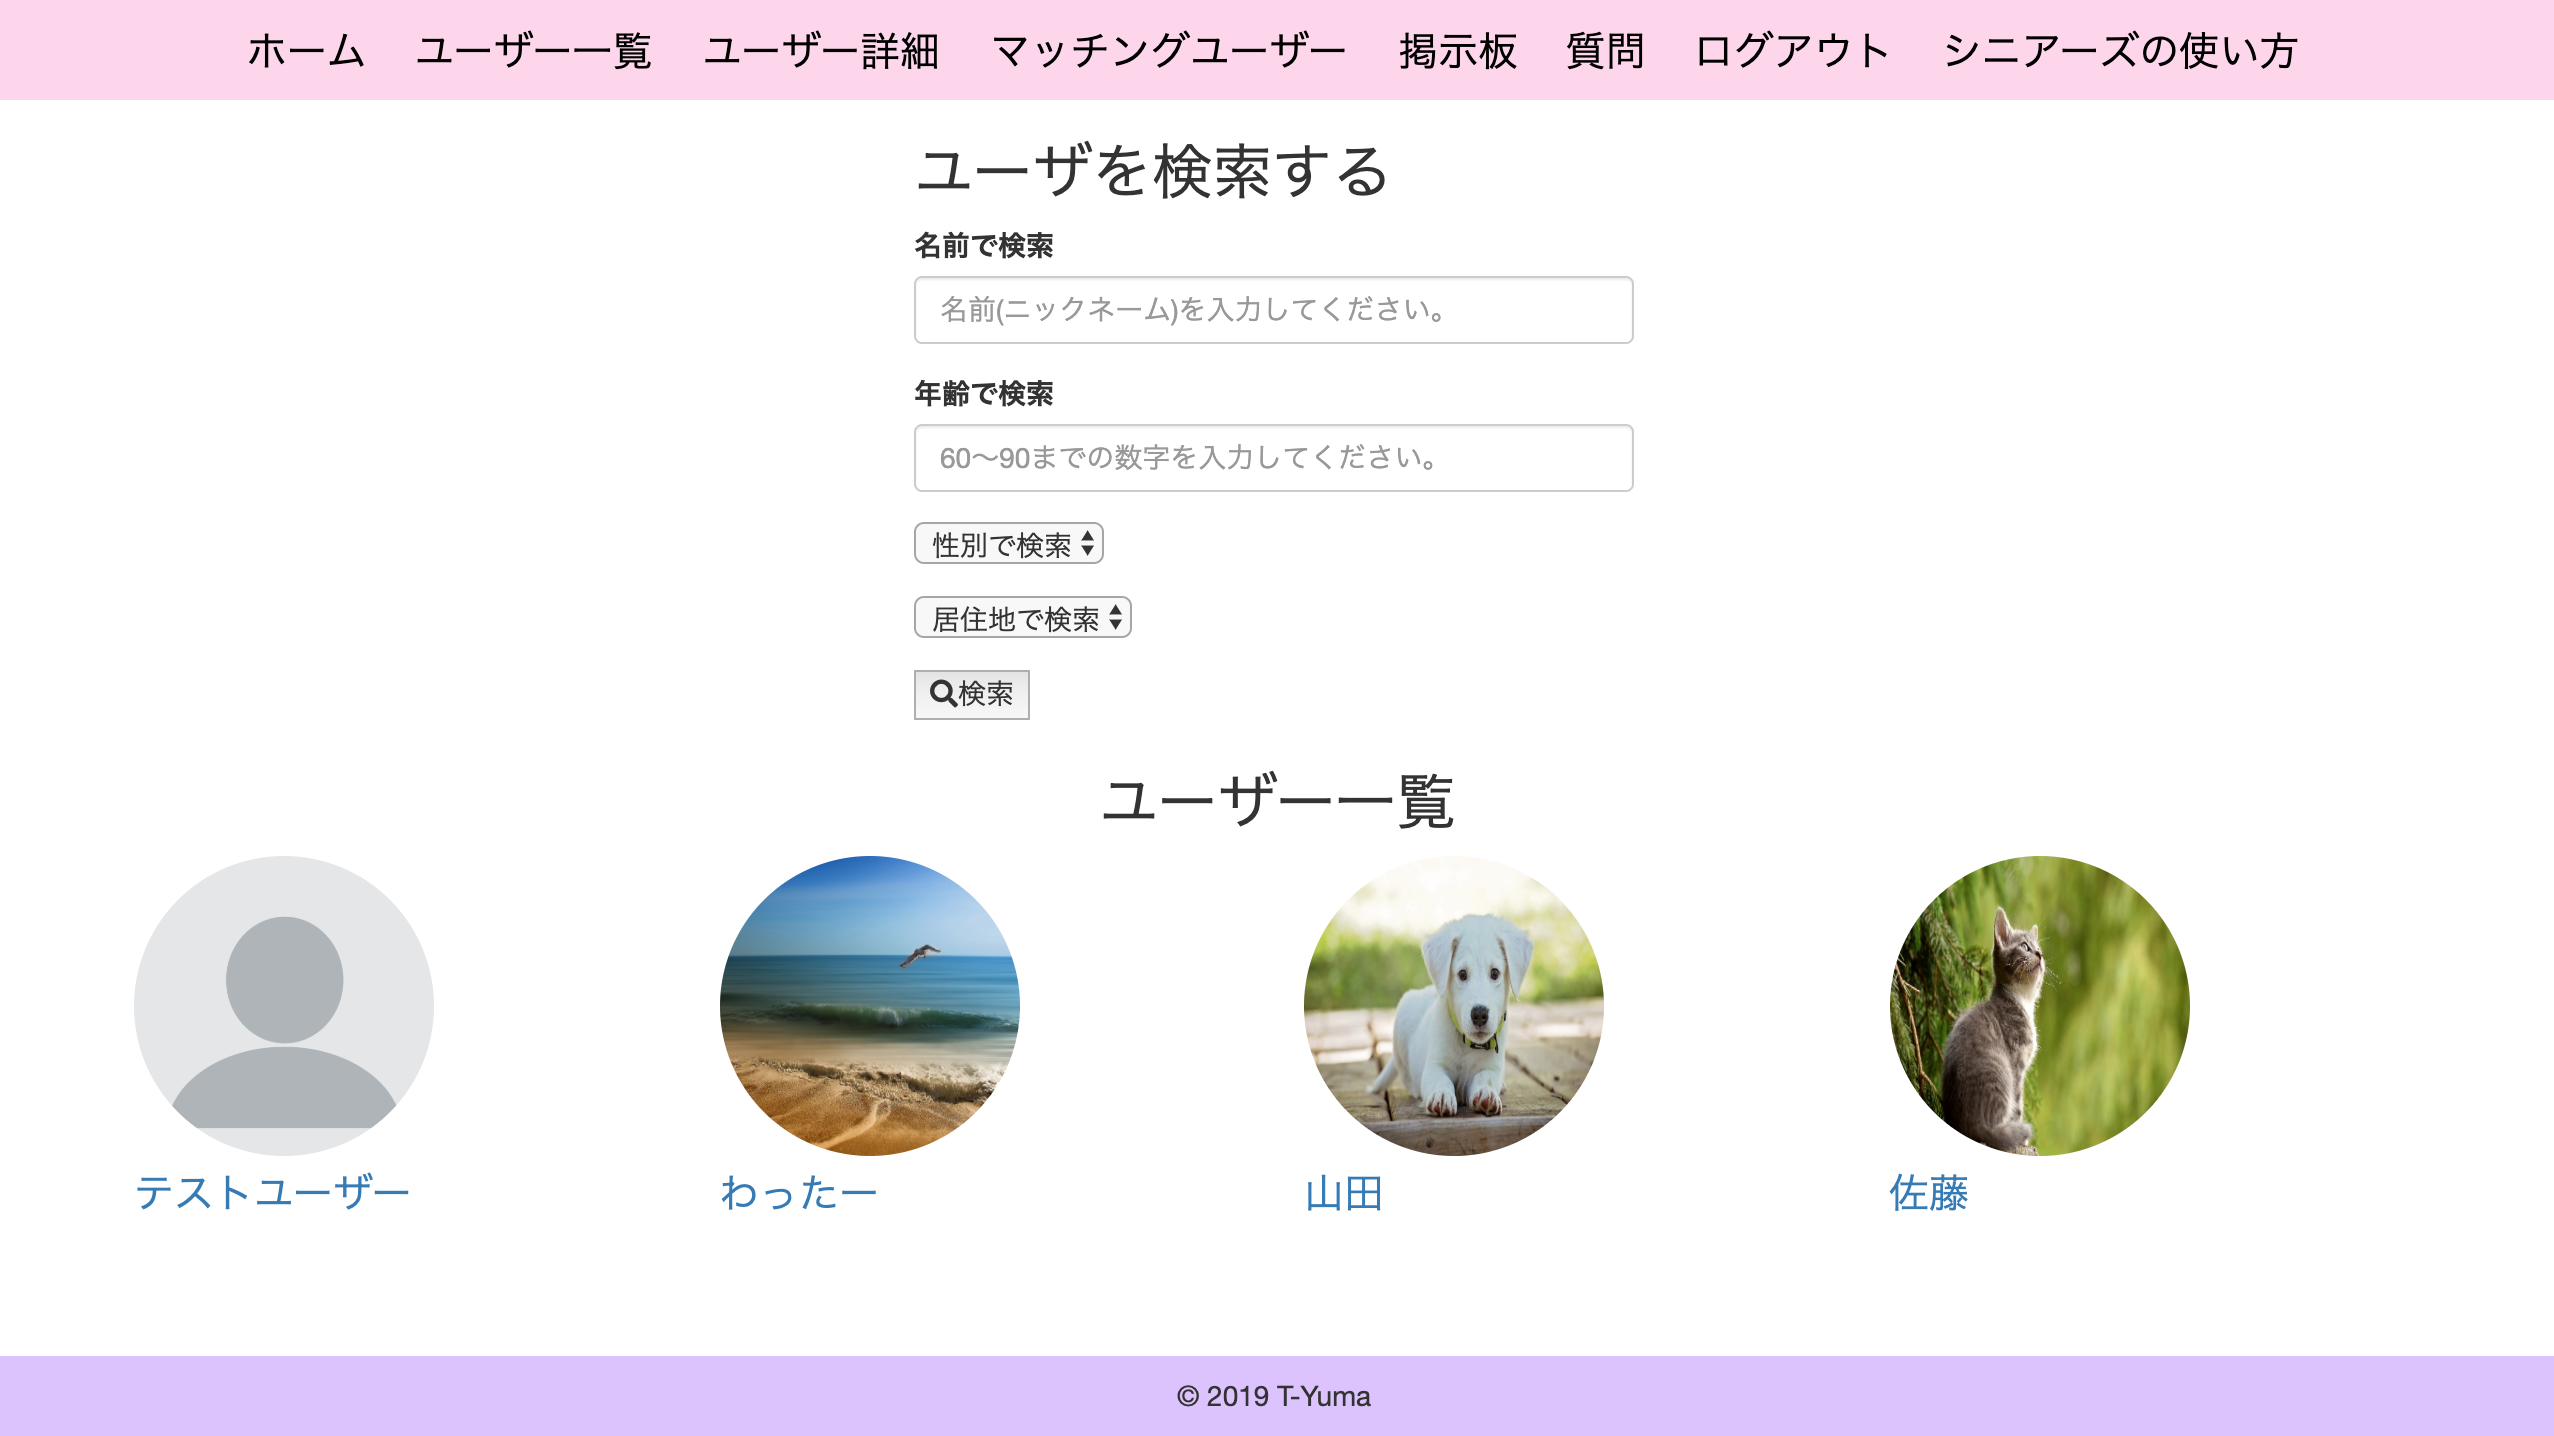 ホーム ユーザー一覧 ユーザー詳細 マッチングユーザー 掲示板 質問 ログアウト シニアーズの使い方
ユーザを検索する
名前で検索
名前(ニックネーム)を入力してください。
年齢で検索
60〜90までの数字を入力してください。
性別で検索
居住地で検索
検索
ユーザー一覧
テストユーザー わったー 山田 佐藤
© 2019 T-Yuma